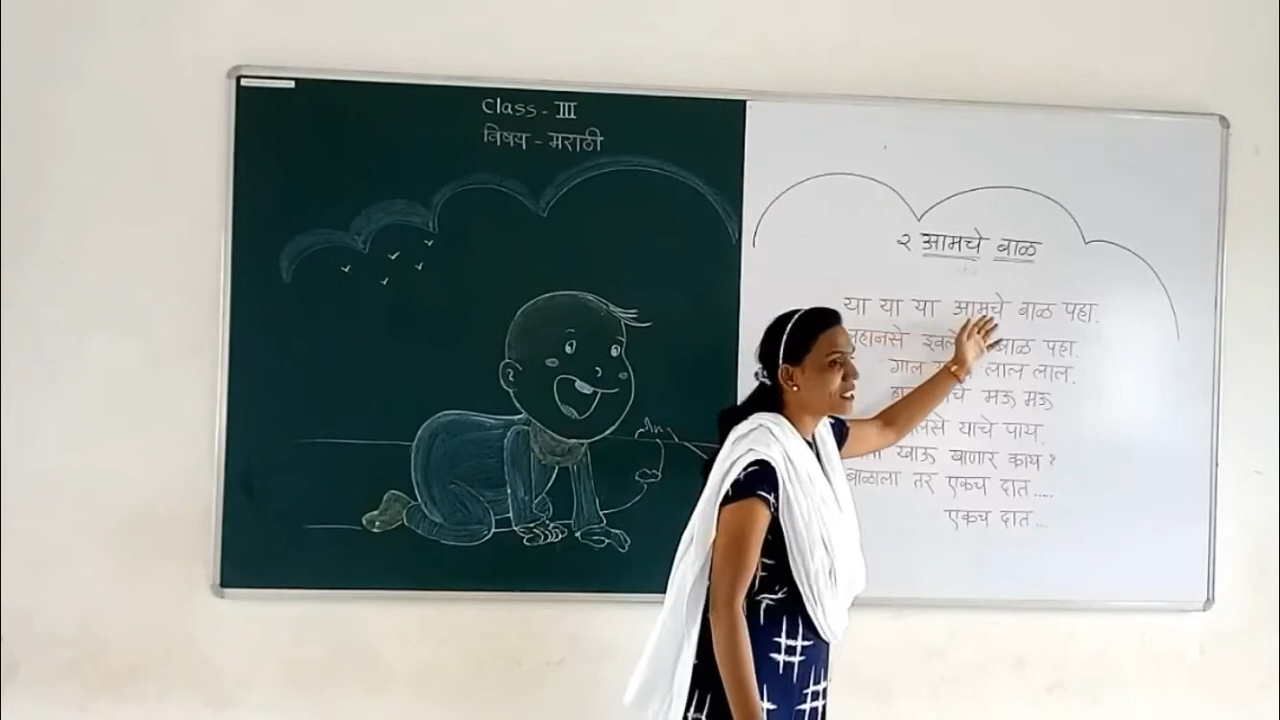 Class - III
विषय - मराठी
२ आमचे बाळ
या या या आमचे बाळ पहा.
बाळ पहा.
गाल लाल लाल.
मऊ मऊ
याचे पाय.
खाऊ खाणार काय?
बाळाला तर एकच दात.....
एकच दात...